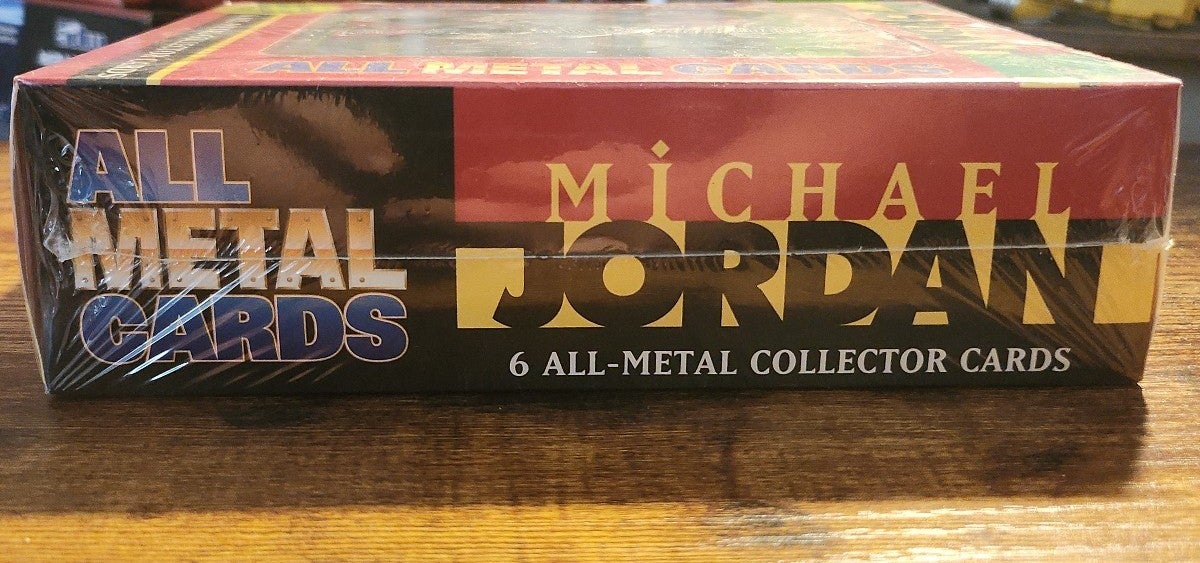 ALL METAL CARDS
ALL
METAL
CARDS
MiCHAEL
JORDAN
6 ALL-METAL COLLECTOR CARDS